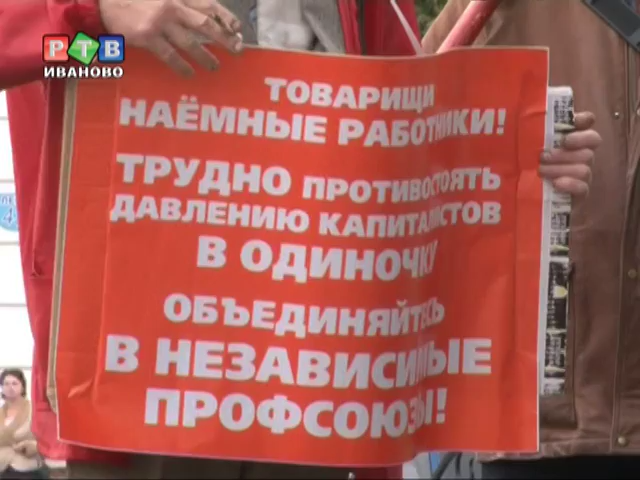 РТВ
ИВАНОВО
ТОВАРИЩИ
НАЁМНЫЕ РАБОТНИКИ!
ТРУДНО ПРОТИВОСТОЯТЬ
ДАВЛЕНИЮ КАПИТАЛИСТОВ
В ОДИНОЧКУ
ОБЪЕДИНЯЙТЕСЬ
В НЕЗАВИСИМЫЕ
ПРОФСОЮЗЫ!